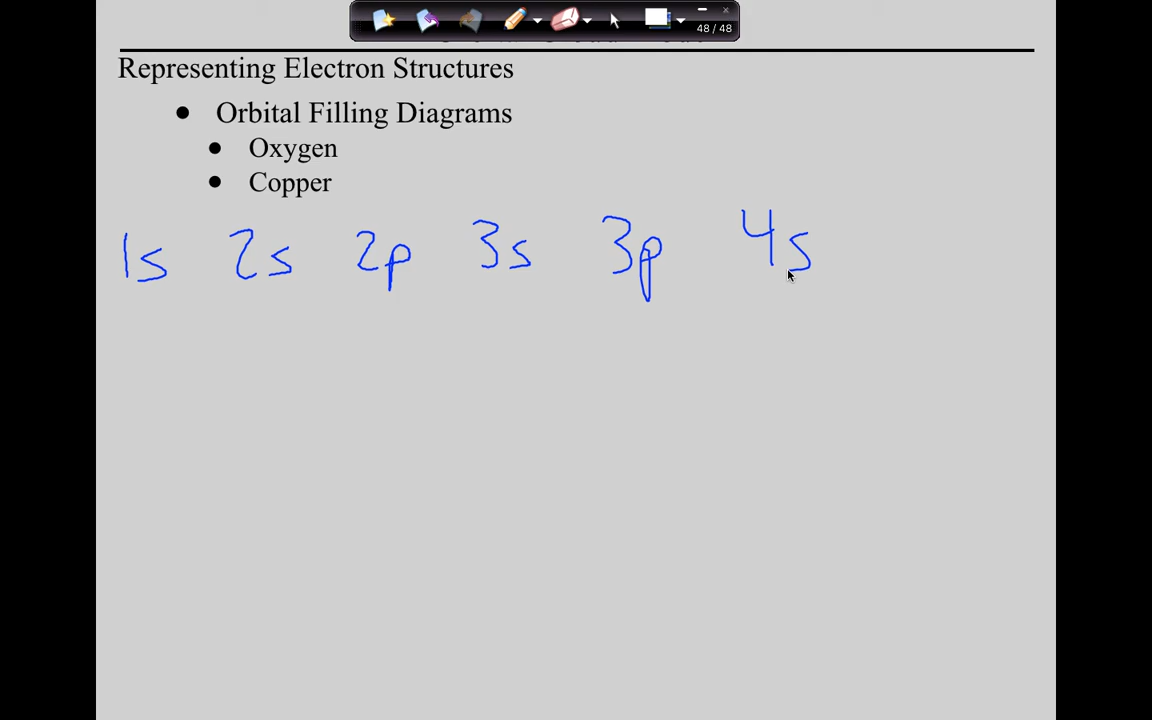 48 / 48
Representing Electron Structures
● Orbital Filling Diagrams
● Oxygen
● Copper
1s 2s 2p 3s 3p 4s